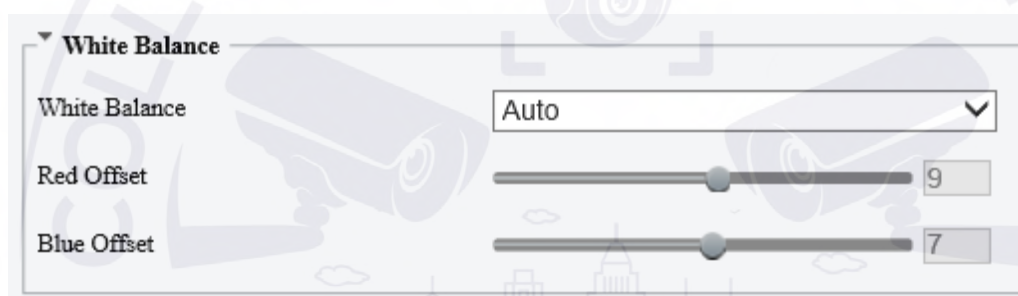 White Balance
White Balance Auto
Red Offset 9
Blue Offset 7